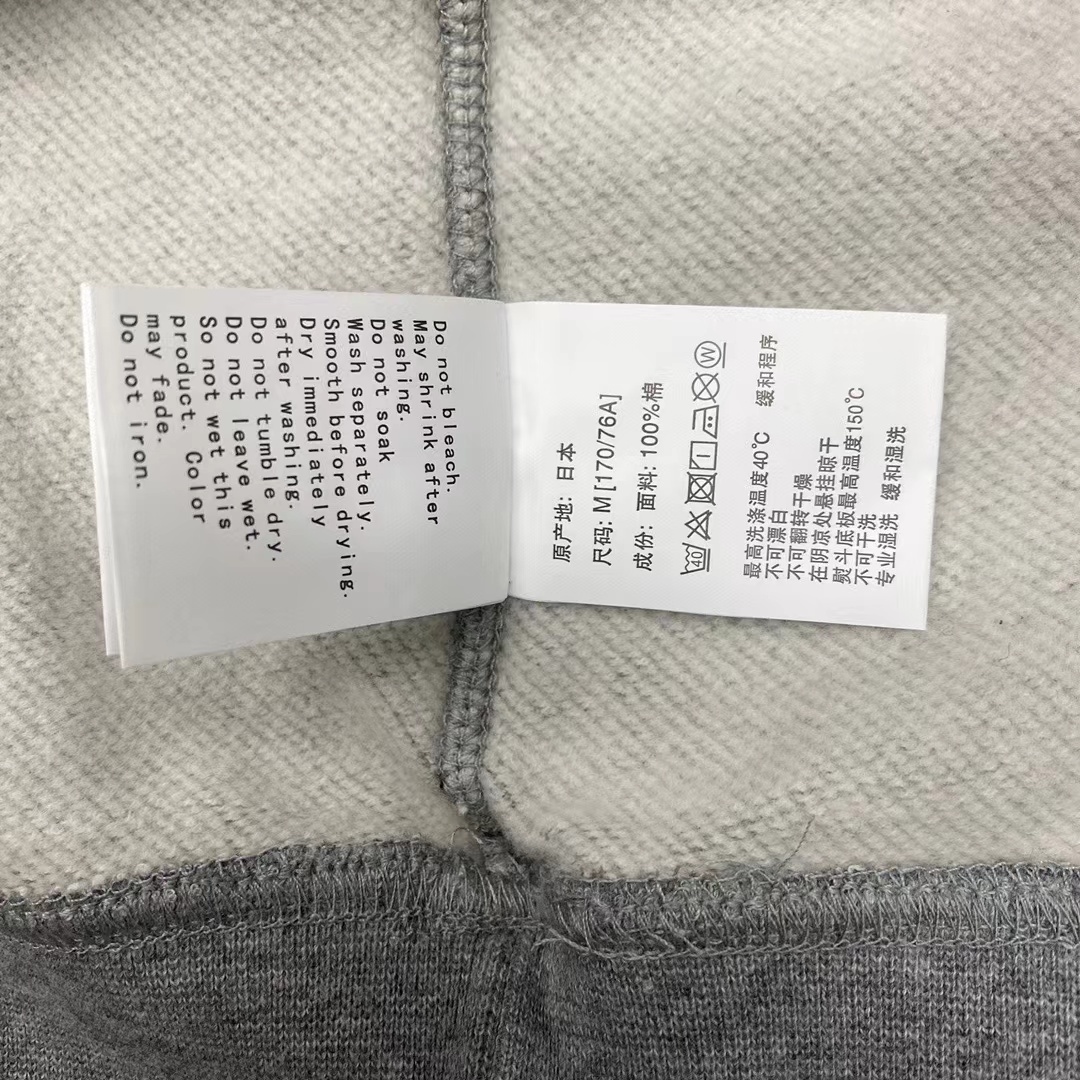 Do not bleach.
May shrink after
washing.
Do not soak
Wash separately.
Smooth before drying.
Dry immediately
after washing.
Do not tumble dry.
Do not leave wet.
So not wet this
product. Color
may fade.
Do not iron.
原产地: 日本
尺码: M [170/76A]
成份: 面料: 100%棉
40 W
最高洗涤温度40℃ 缓和程序
不可漂白
不可翻转干燥
在阴凉处悬挂晾干
熨斗底板最高温度150℃
不可干洗
专业湿洗 缓和湿洗